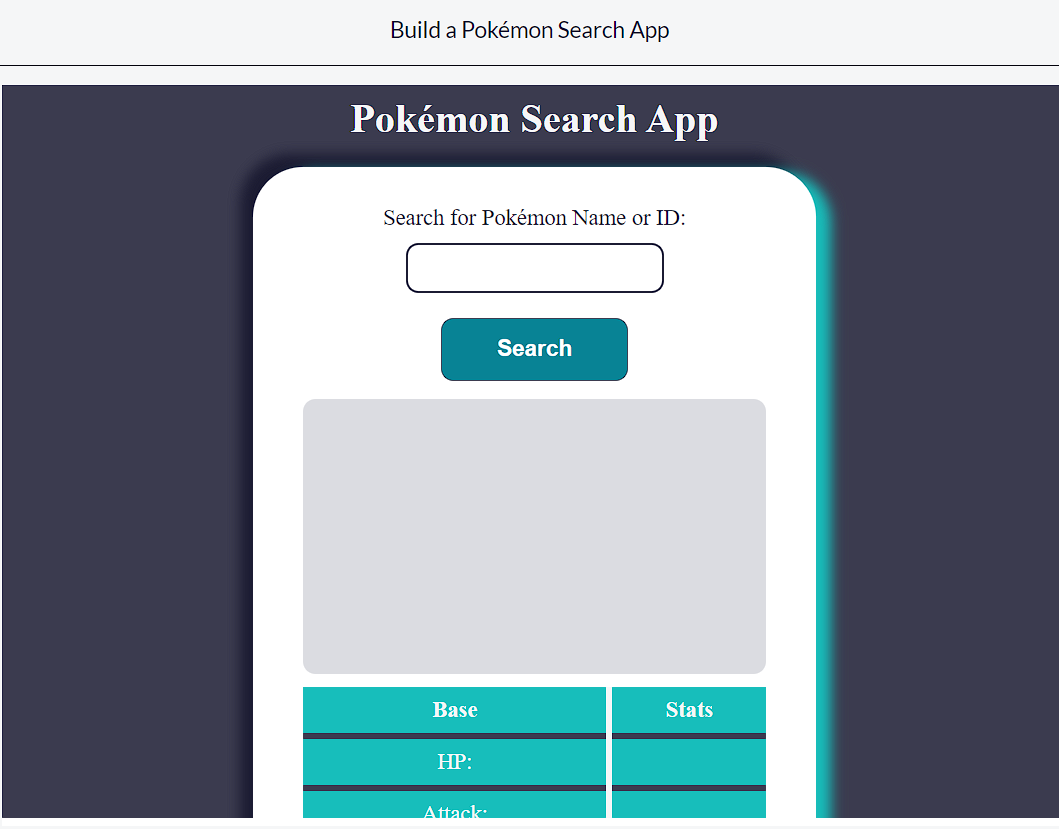 Build a Pokémon Search App
Pokémon Search App
Search for Pokémon Name or ID:
Search
Base Stats
HP:
Attack: